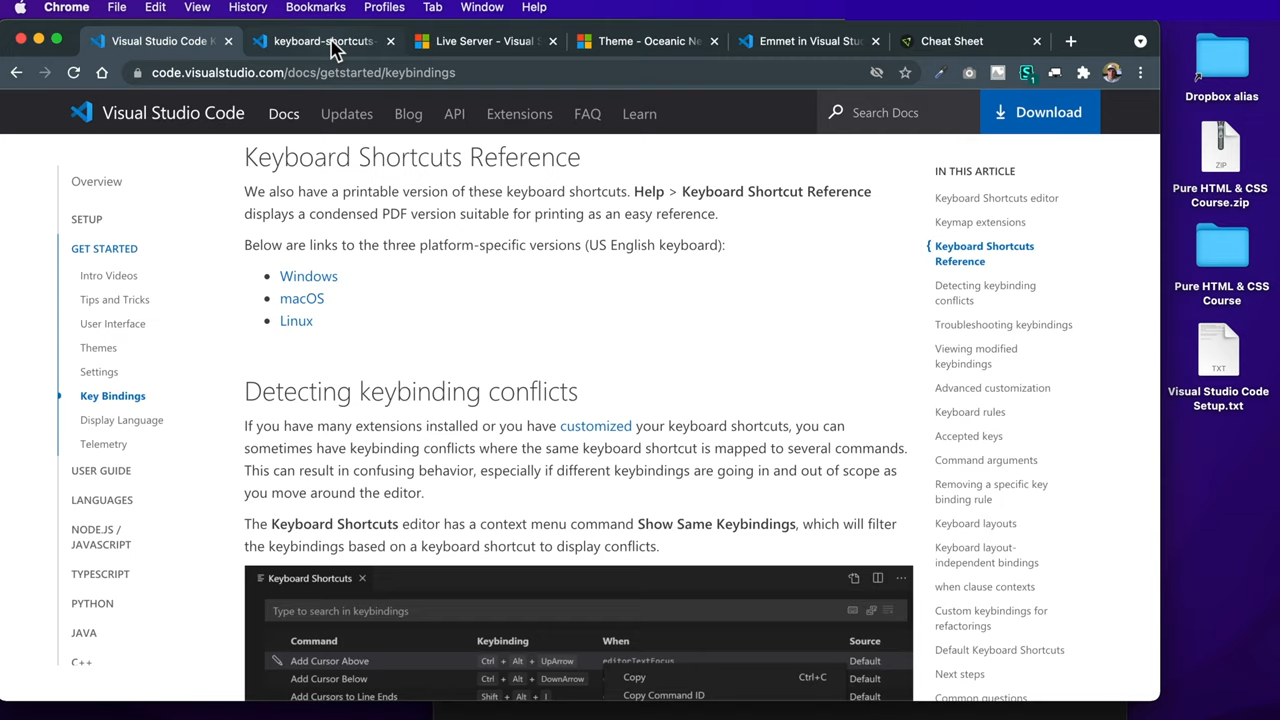 Chrome File Edit View History Bookmarks Profiles Tab Window Help
Visual Studio Code K
keyboard-shortcuts-
Live Server - Visual S
Theme - Oceanic Ne
Emmet in Visual Stu
Cheat Sheet
code.visualstudio.com/docs/getstarted/keybindings
Visual Studio Code Docs Updates Blog API Extensions FAQ Learn Search Docs Download
Overview
SETUP
GET STARTED
Intro Videos
Tips and Tricks
User Interface
Themes
Settings
Key Bindings
Display Language
Telemetry
USER GUIDE
LANGUAGES
NODE.JS /
JAVASCRIPT
TYPESCRIPT
PYTHON
JAVA
C++
Keyboard Shortcuts Reference
We also have a printable version of these keyboard shortcuts. Help > Keyboard Shortcut Reference
displays a condensed PDF version suitable for printing as an easy reference.
Below are links to the three platform-specific versions (US English keyboard):
• Windows
• macOS
• Linux
Detecting keybinding conflicts
If you have many extensions installed or you have customized your keyboard shortcuts, you can
sometimes have keybinding conflicts where the same keyboard shortcut is mapped to several commands.
This can result in confusing behavior, especially if different keybindings are going in and out of scope as
you move around the editor.
The Keyboard Shortcuts editor has a context menu command Show Same Keybindings, which will filter
the keybindings based on a keyboard shortcut to display conflicts.
Keyboard Shortcuts
Type to search in keybindings
Command Keybinding When Source
Add Cursor Above Ctrl + Alt + UpArrow editorTextFocus Default
Add Cursor Below Ctrl + Alt + DownArrow Copy Ctrl+C Default
Add Cursors to Line Ends Shift + Alt + I Copy Command ID Default
IN THIS ARTICLE
Keyboard Shortcuts editor
Keymap extensions
Keyboard Shortcuts
Reference
Detecting keybinding
conflicts
Troubleshooting keybindings
Viewing modified
keybindings
Advanced customization
Keyboard rules
Accepted keys
Command arguments
Removing a specific key
binding rule
Keyboard layouts
Keyboard layout-
independent bindings
when clause contexts
Custom keybindings for
refactorings
Default Keyboard Shortcuts
Next steps
Common questions
Dropbox alias
ZIP
Pure HTML & CSS
Course.zip
Pure HTML & CSS
Course
TXT
Visual Studio Code
Setup.txt